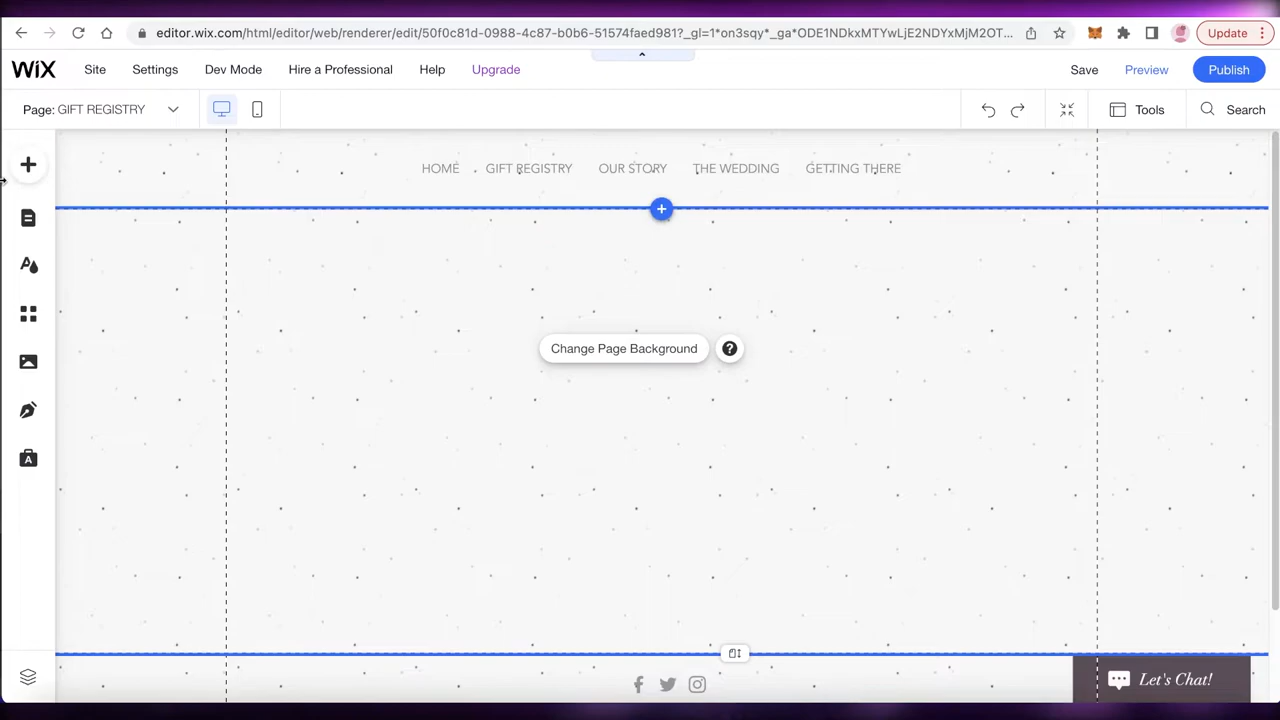 editor.wix.com/html/editor/web/renderer/edit/50f0c81d-0988-4c87-b0b6-51574faed981?_gl=1*on3sqy*_ga*ODE1NDkxMTYwLjE2NDYxMjM2OT...
Update
WiX
Site
Settings
Dev Mode
Hire a Professional
Help
Upgrade
Save
Preview
Publish
Page: GIFT REGISTRY
Tools
Search
HOME
GIFT REGISTRY
OUR STORY
THE WEDDING
GETTING THERE
Change Page Background
?
A
Let's Chat!